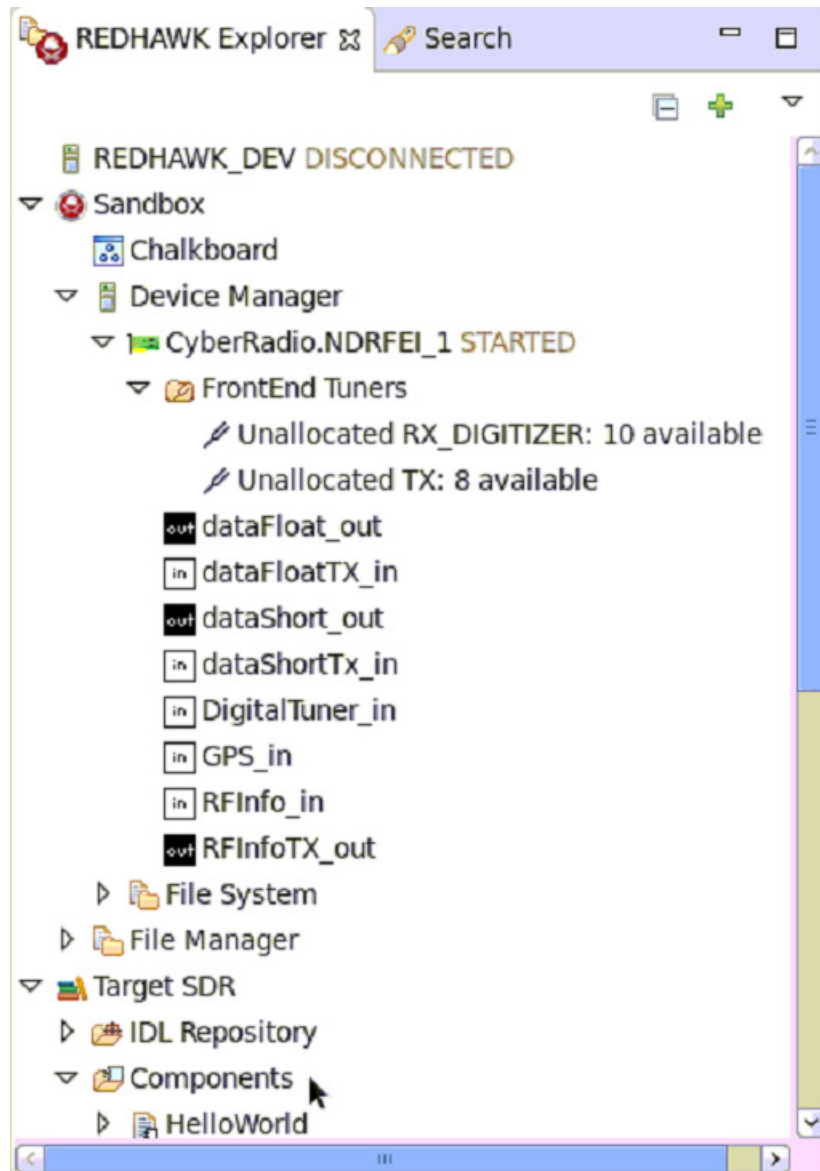 REDHAWK Explorer Search
REDHAWK_DEV DISCONNECTED
Sandbox
Chalkboard
Device Manager
CyberRadio.NDRFEI_1 STARTED
FrontEnd Tuners
Unallocated RX_DIGITIZER: 10 available
Unallocated TX: 8 available
out dataFloat_out
in dataFloatTX_in
out dataShort_out
in dataShortTx_in
in DigitalTuner_in
in GPS_in
in RFInfo_in
out RFInfoTX_out
File System
File Manager
Target SDR
IDL Repository
Components
HelloWorld